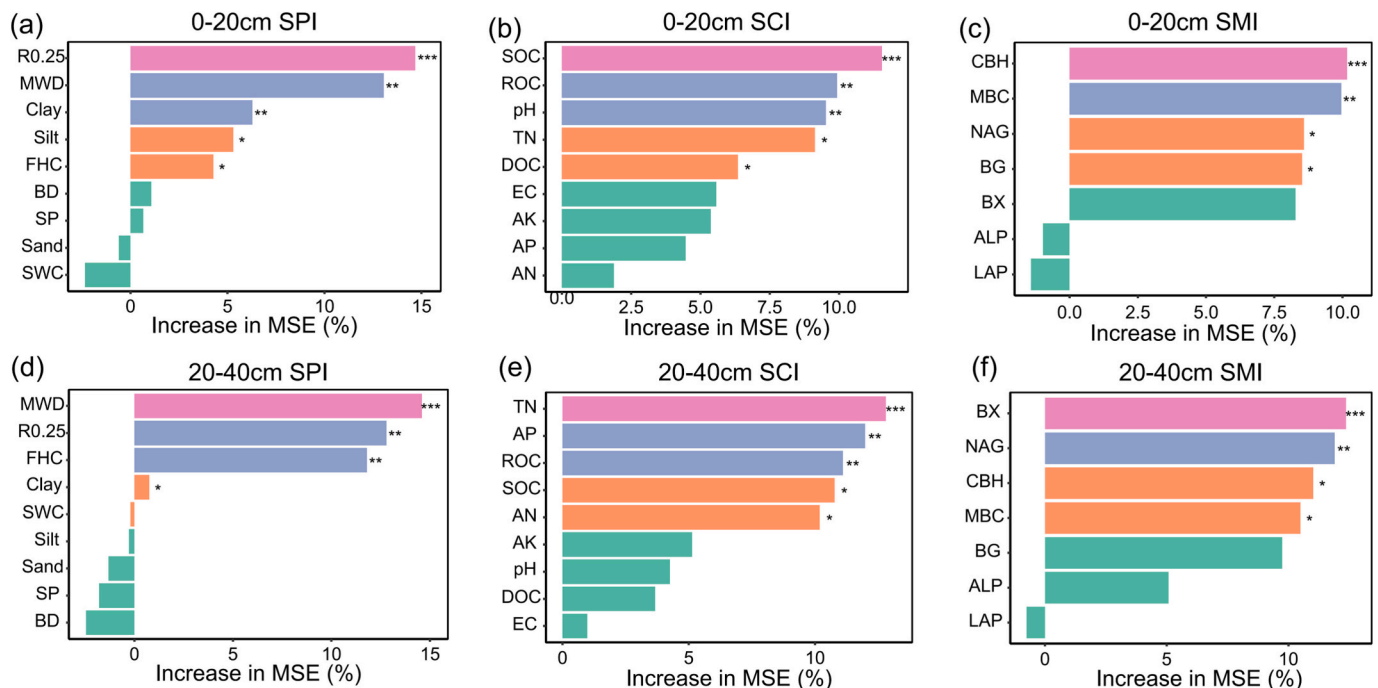 (a)
0-20cm SPI
R0.25
***
MWD
**
Clay
**
Silt
*
FHC
*
BD
SP
Sand
SWC
0 5 10 15
Increase in MSE (%)
(b)
0-20cm SCI
SOC
***
ROC
**
pH
**
TN
*
DOC
*
EC
AK
AP
AN
0.0 2.5 5.0 7.5 10.0
Increase in MSE (%)
(c)
0-20cm SMI
CBH
***
MBC
**
NAG
*
BG
*
BX
ALP
LAP
0.0 2.5 5.0 7.5 10.0
Increase in MSE (%)
(d)
20-40cm SPI
MWD
***
R0.25
**
FHC
**
Clay
*
SWC
Silt
Sand
SP
BD
0 5 10 15
Increase in MSE (%)
(e)
20-40cm SCI
TN
***
AP
**
ROC
**
SOC
*
AN
*
AK
pH
DOC
EC
0 5 10
Increase in MSE (%)
(f)
20-40cm SMI
BX
***
NAG
**
CBH
*
MBC
*
BG
ALP
LAP
0 5 10
Increase in MSE (%)